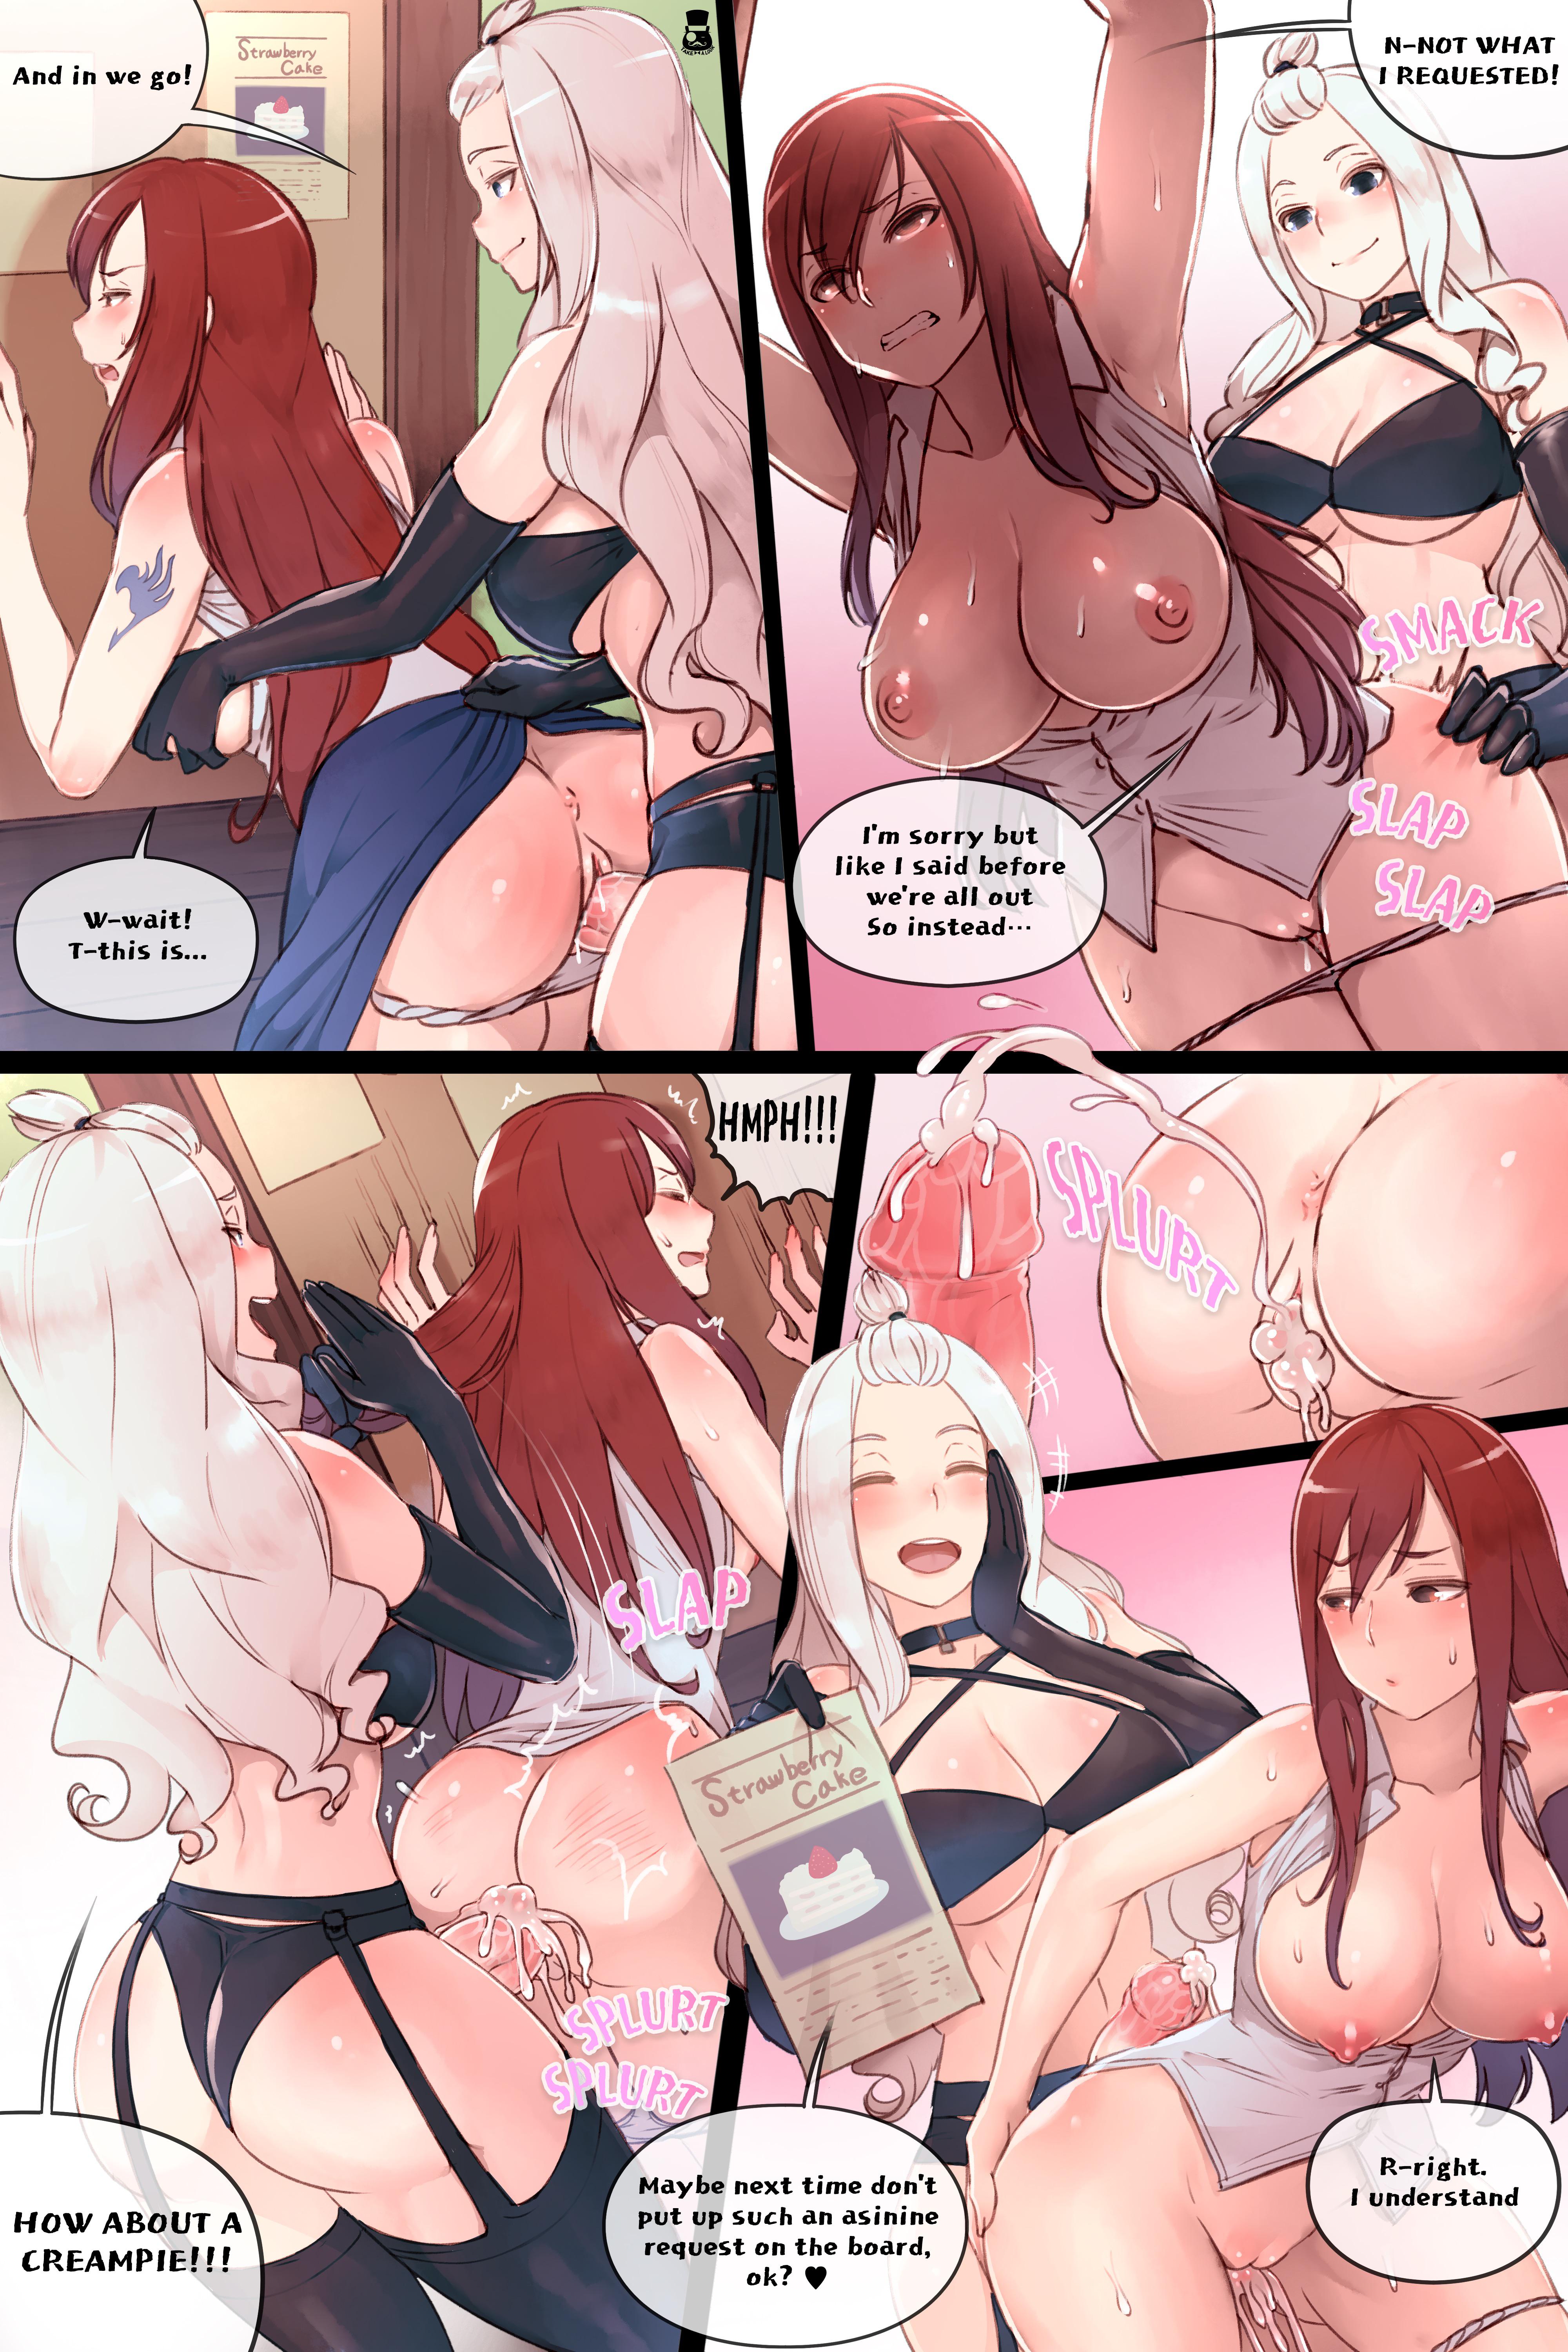 And in we go!
Strawberry
Cake
W-wait!
T-this is...
N-NOT WHAT
I REQUESTED!
SMACK
SLAP
SLAP
I'm sorry but
like I said before
we're all out
So instead…
HMPH!!!
SLAP
SPLURT
SPLURT
HOW ABOUT A
CREAMPIE!!!
SPLURT
Strawberry
Cake
Maybe next time don't
put up such an asinine
request on the board,
ok? ♥
R-right.
I understand